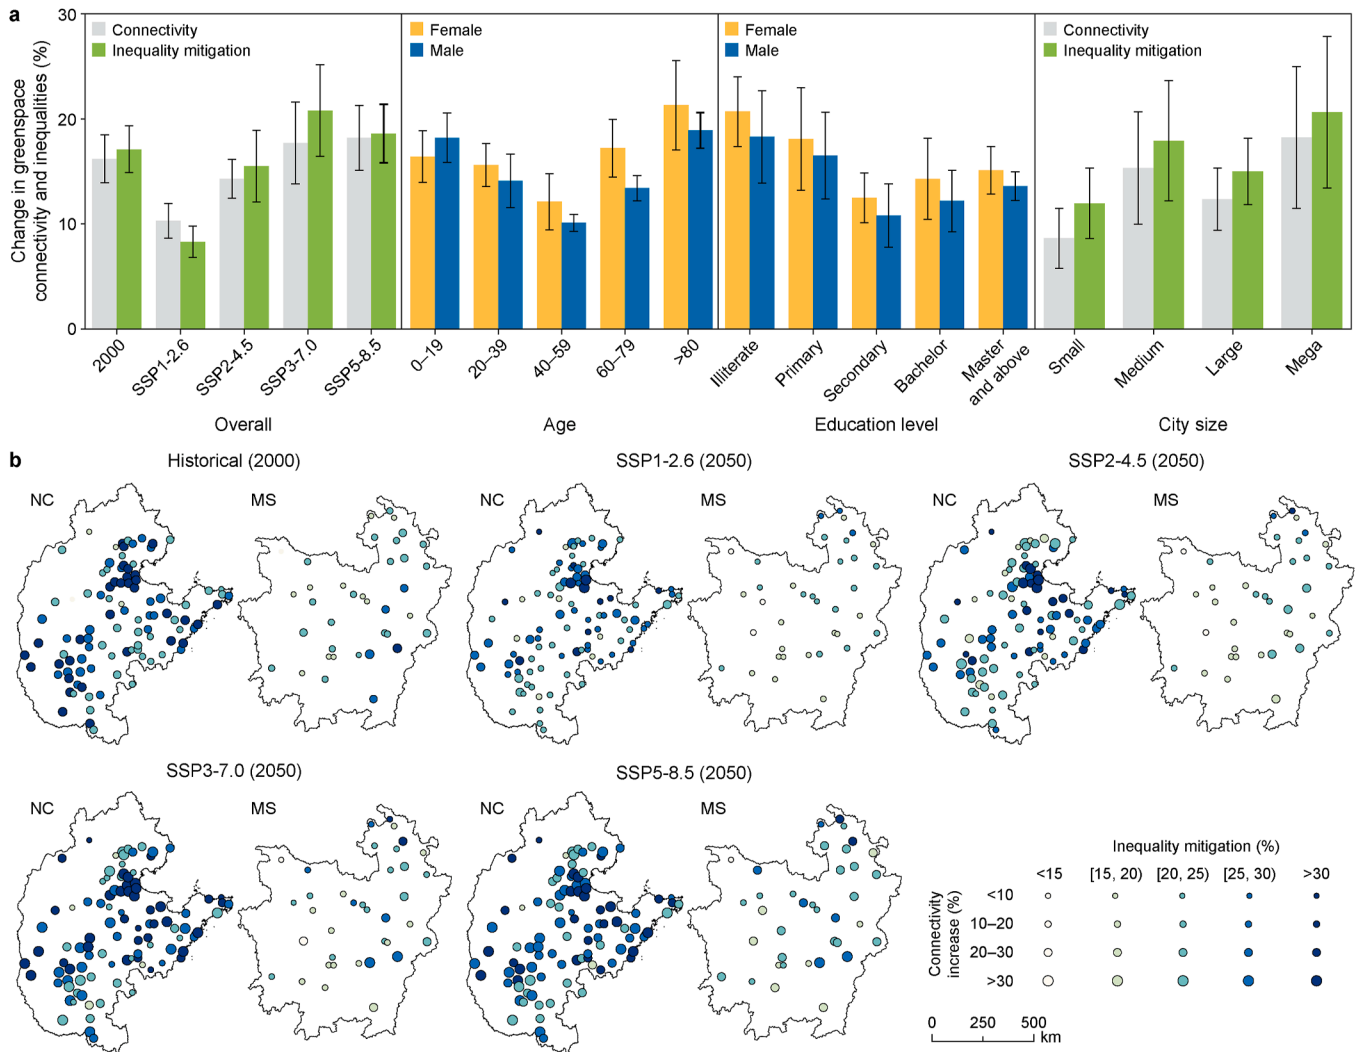 a
Change in greenspace
connectivity and inequalities (%)
30
20
10
0
Connectivity
Inequality mitigation
Female
Male
Female
Male
Connectivity
Inequality mitigation
2000
SSP1-2.6
SSP2-4.5
SSP3-7.0
SSP5-8.5
0–19
20–39
40–59
60–79
>80
Illiterate
Primary
Secondary
Bachelor
Master
and above
Small
Medium
Large
Mega
Overall
Age
Education level
City size
b
Historical (2000)
SSP1-2.6 (2050)
SSP2-4.5 (2050)
NC
MS
NC
MS
NC
MS
SSP3-7.0 (2050)
SSP5-8.5 (2050)
NC
MS
NC
MS
Inequality mitigation (%)
<15
[15, 20)
[20, 25)
[25, 30)
>30
Connectivity
increase (%)
<10
10–20
20–30
>30
0
250
500
km